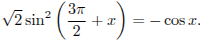 √2 sin² (3π/2 + x) = − cos x.